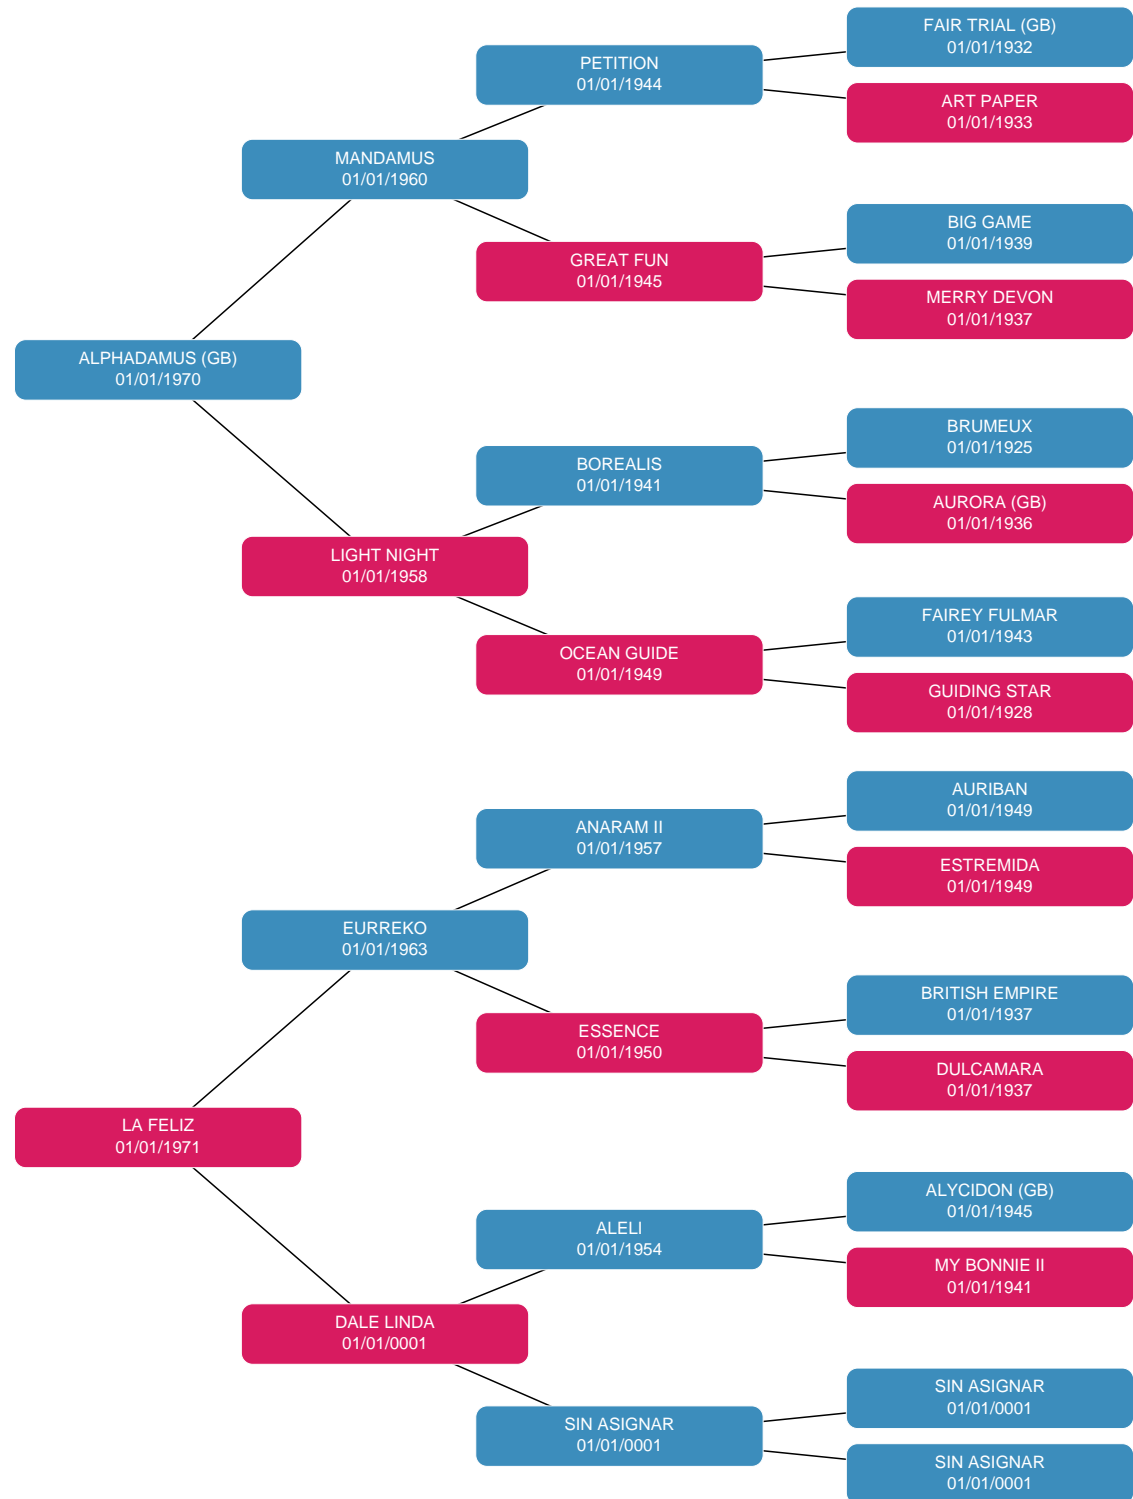 FAIR TRIAL (GB)
01/01/1932
PETITION
01/01/1944
ART PAPER
01/01/1933
MANDAMUS
01/01/1960
BIG GAME
01/01/1939
GREAT FUN
01/01/1945
MERRY DEVON
01/01/1937
ALPHADAMUS (GB)
01/01/1970
BRUMEUX
01/01/1925
BOREALIS
01/01/1941
AURORA (GB)
01/01/1936
LIGHT NIGHT
01/01/1958
FAIREY FULMAR
01/01/1943
OCEAN GUIDE
01/01/1949
GUIDING STAR
01/01/1928
AURIBAN
01/01/1949
ANARAM II
01/01/1957
ESTREMIDA
01/01/1949
EURREKO
01/01/1963
BRITISH EMPIRE
01/01/1937
ESSENCE
01/01/1950
DULCAMARA
01/01/1937
LA FELIZ
01/01/1971
ALYCIDON (GB)
01/01/1945
ALELI
01/01/1954
MY BONNIE II
01/01/1941
DALE LINDA
01/01/0001
SIN ASIGNAR
01/01/0001
SIN ASIGNAR
01/01/0001
SIN ASIGNAR
01/01/0001